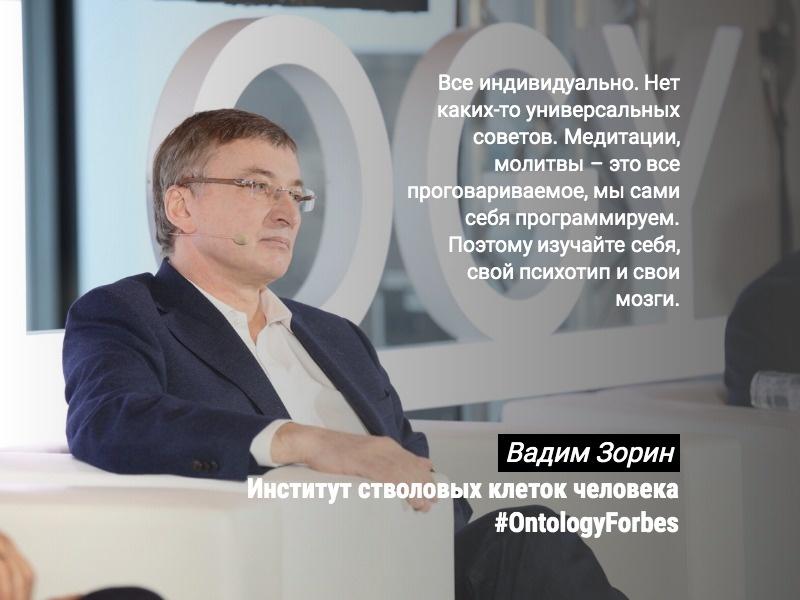 OGY
Все индивидуально. Нет
каких-то универсальных
советов. Медитации,
молитвы – это все
проговариваемое, мы сами
себя программируем.
Поэтому изучайте себя,
свой психотип и свои
мозги.
Вадим Зорин
Институт стволовых клеток человека
#OntologyForbes